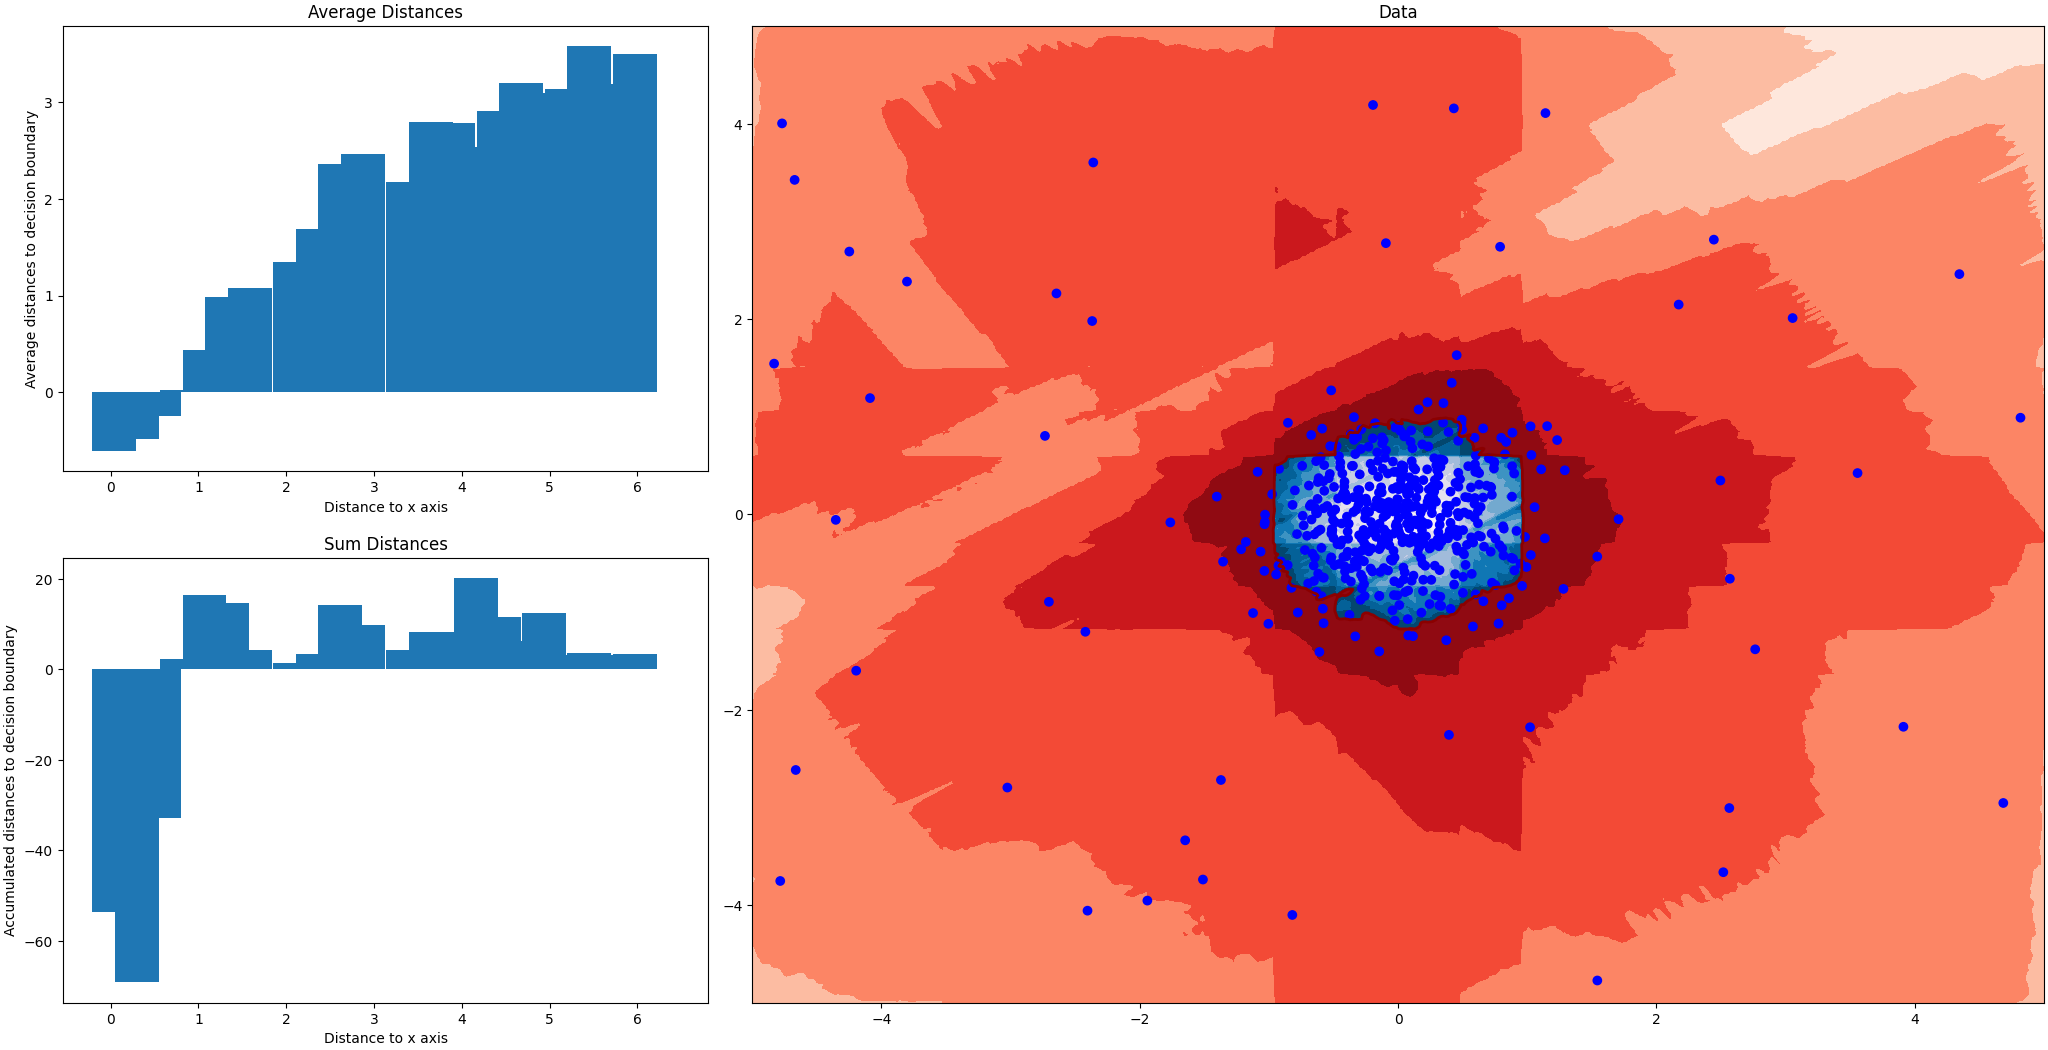 Average Distances
Average distances to decision boundary
3
2
1
0
0 1 2 3 4 5 6
Distance to x axis
Sum Distances
Accumulated distances to decision boundary
20
0
−20
−40
−60
0 1 2 3 4 5 6
Distance to x axis
Data
4
2
0
−2
−4
−4 −2 0 2 4